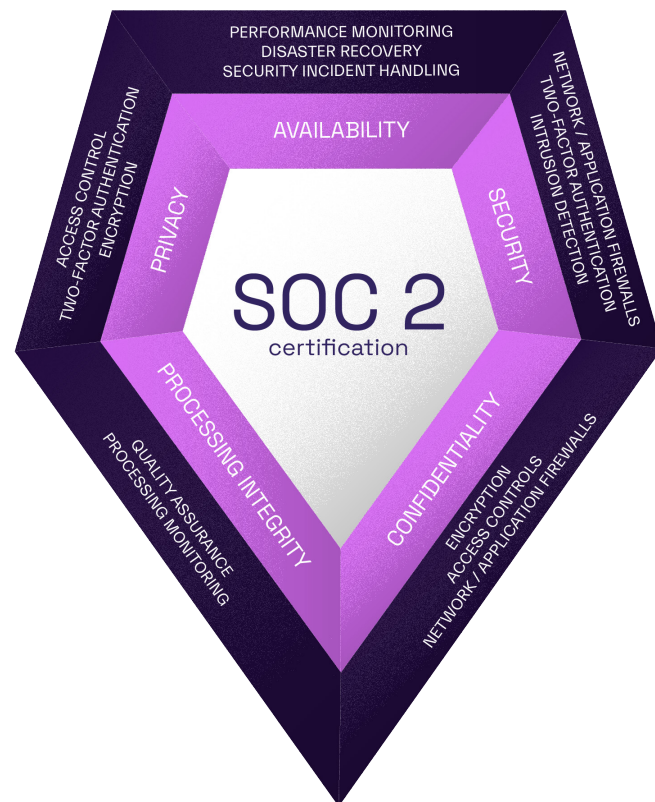 PERFORMANCE MONITORING
DISASTER RECOVERY
SECURITY INCIDENT HANDLING
AVAILABILITY
NETWORK / APPLICATION FIREWALLS
TWO-FACTOR AUTHENTICATION
INTRUSION DETECTION
SECURITY
ACCESS CONTROL
TWO-FACTOR AUTHENTICATION
ENCRYPTION
PRIVACY
SOC 2
certification
PROCESSING INTEGRITY
QUALITY ASSURANCE
PROCESSING MONITORING
CONFIDENTIALITY
ENCRYPTION
ACCESS CONTROLS
NETWORK / APPLICATION FIREWALLS